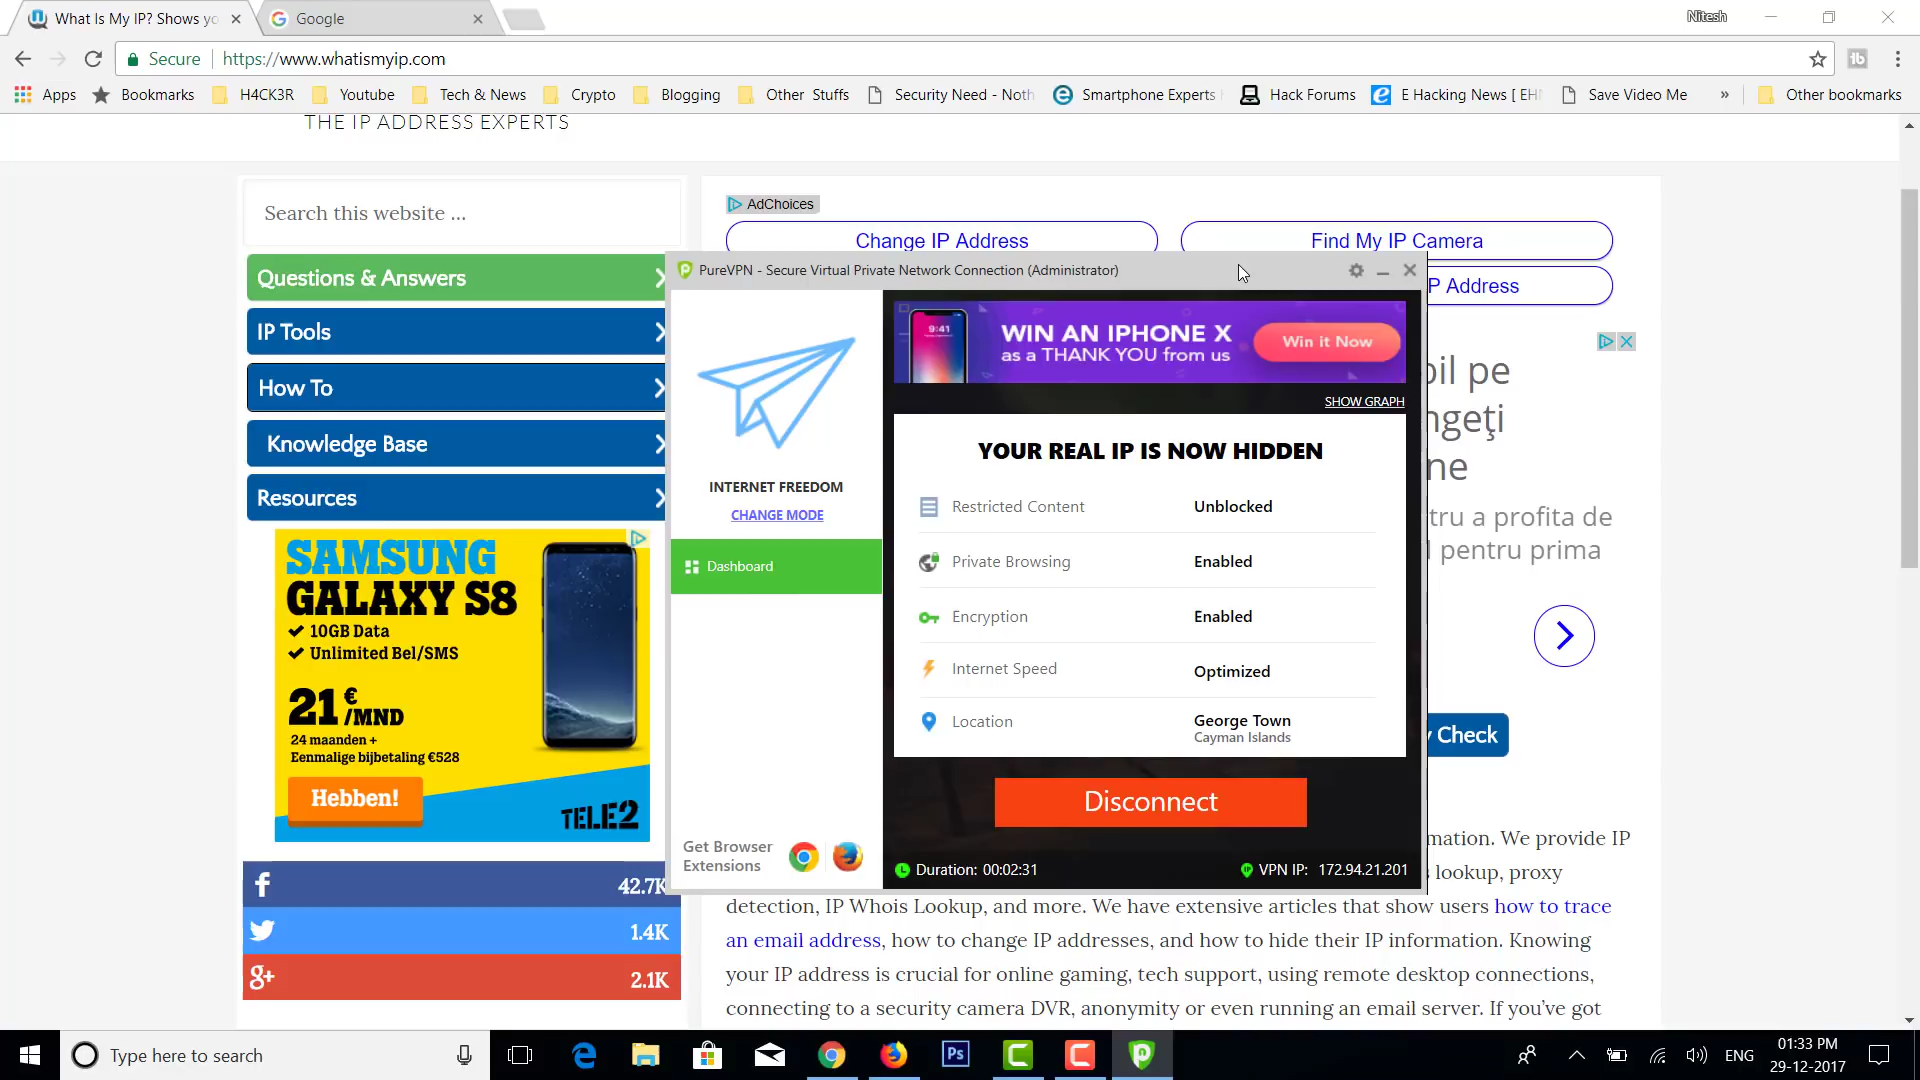 What Is My IP? Shows yo
Google
Nitesh
Secure
https://www.whatismyip.com
Apps
Bookmarks
H4CK3R
Youtube
Tech & News
Crypto
Blogging
Other Stuffs
Security Need - Noth
Smartphone Experts
Hack Forums
E Hacking News [ EH
Save Video Me
»
Other bookmarks
THE IP ADDRESS EXPERTS
Search this website ...
AdChoices
Change IP Address
Find My IP Camera
P Address
Questions & Answers
IP Tools
How To
Knowledge Base
Resources
PureVPN - Secure Virtual Private Network Connection (Administrator)
9:41
WIN AN IPHONE X
as a THANK YOU from us
Win it Now
SHOW GRAPH
INTERNET FREEDOM
CHANGE MODE
Dashboard
YOUR REAL IP IS NOW HIDDEN
Restricted Content Unblocked
Private Browsing Enabled
Encryption Enabled
Internet Speed Optimized
Location George Town
Cayman Islands
Disconnect
Get Browser
Extensions
Duration: 00:02:31
VPN IP: 172.94.21.201
oil pe
ngeţi
ne
tru a profita de
l pentru prima
Check
SAMSUNG
GALAXY S8
10GB Data
Unlimited Bel/SMS
21 €
/MND
24 maanden +
Eenmalige bijbetaling €528
Hebben!
TELE2
f 42.7K
1.4K
g+ 2.1K
mation. We provide IP
s lookup, proxy
detection, IP Whois Lookup, and more. We have extensive articles that show users how to trace
an email address, how to change IP addresses, and how to hide their IP information. Knowing
your IP address is crucial for online gaming, tech support, using remote desktop connections,
connecting to a security camera DVR, anonymity or even running an email server. If you've got
Type here to search
Ps
ENG
01:33 PM
29-12-2017